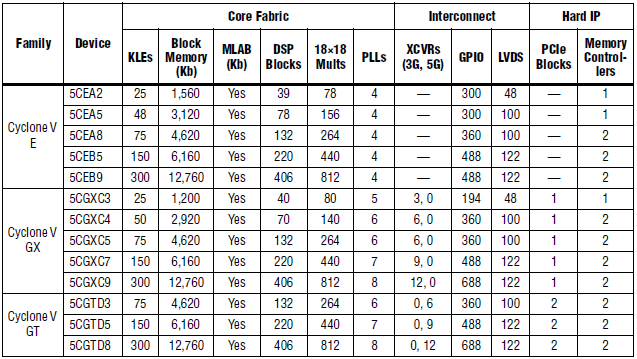 Family Device Core Fabric Interconnect Hard IP
KLEs Block Memory (Kb) MLAB (Kb) DSP Blocks 18×18 Mults PLLs XCVRs (3G, 5G) GPIO LVDS PCIe Blocks Memory Control-lers
Cyclone V E
5CEA2 25 1,560 Yes 39 78 4 — 300 48 — 1
5CEA5 48 3,120 Yes 78 156 4 — 300 100 — 1
5CEA8 75 4,620 Yes 132 264 4 — 360 100 — 2
5CEB5 150 6,160 Yes 220 440 4 — 488 122 — 2
5CEB9 300 12,760 Yes 406 812 4 — 488 122 — 2
Cyclone V GX
5CGXC3 25 1,200 Yes 40 80 5 3, 0 194 48 1 1
5CGXC4 50 2,920 Yes 70 140 6 6, 0 360 100 1 2
5CGXC5 75 4,620 Yes 132 264 6 6, 0 360 100 1 2
5CGXC7 150 6,160 Yes 220 440 7 9, 0 488 122 1 2
5CGXC9 300 12,760 Yes 406 812 8 12, 0 688 122 1 2
Cyclone V GT
5CGTD3 75 4,620 Yes 132 264 6 0, 6 360 100 2 2
5CGTD5 150 6,160 Yes 220 440 7 0, 9 488 122 2 2
5CGTD8 300 12,760 Yes 406 812 8 0, 12 688 122 2 2